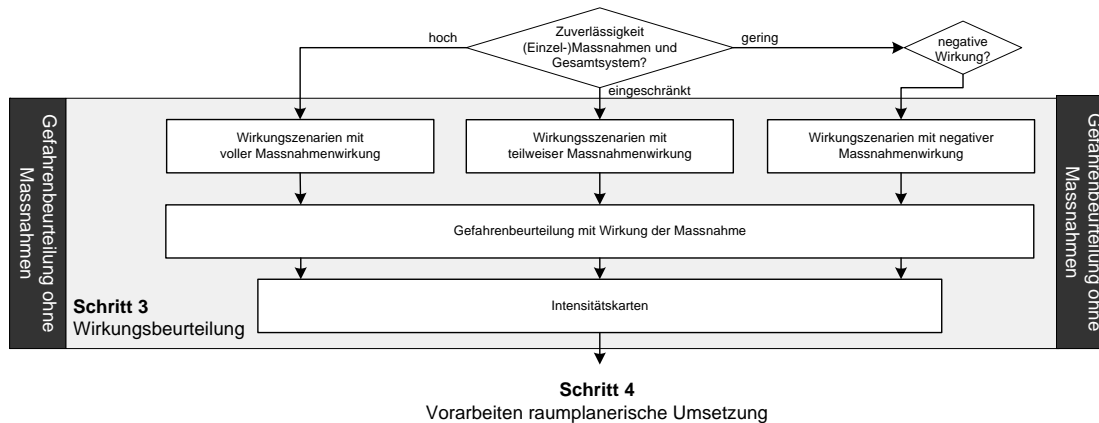 Zuverlässigkeit
(Einzel-)Massnahmen und
Gesamtsystem?
hoch
gering
negative
Wirkung?
eingeschränkt
Gefahrenbeurteilung ohne
Massnahmen
Wirkungszenarien mit
voller Massnahmenwirkung
Wirkungsszenarien mit
teilweiser Massnahmenwirkung
Wirkungszenarien mit negativer
Massnahmenwirkung
Gefahrenbeurteilung ohne
Massnahmen
Gefahrenbeurteilung mit Wirkung der Massnahme
Intensitätskarten
Schritt 3
Wirkungsbeurteilung
Schritt 4
Vorarbeiten raumplanerische Umsetzung